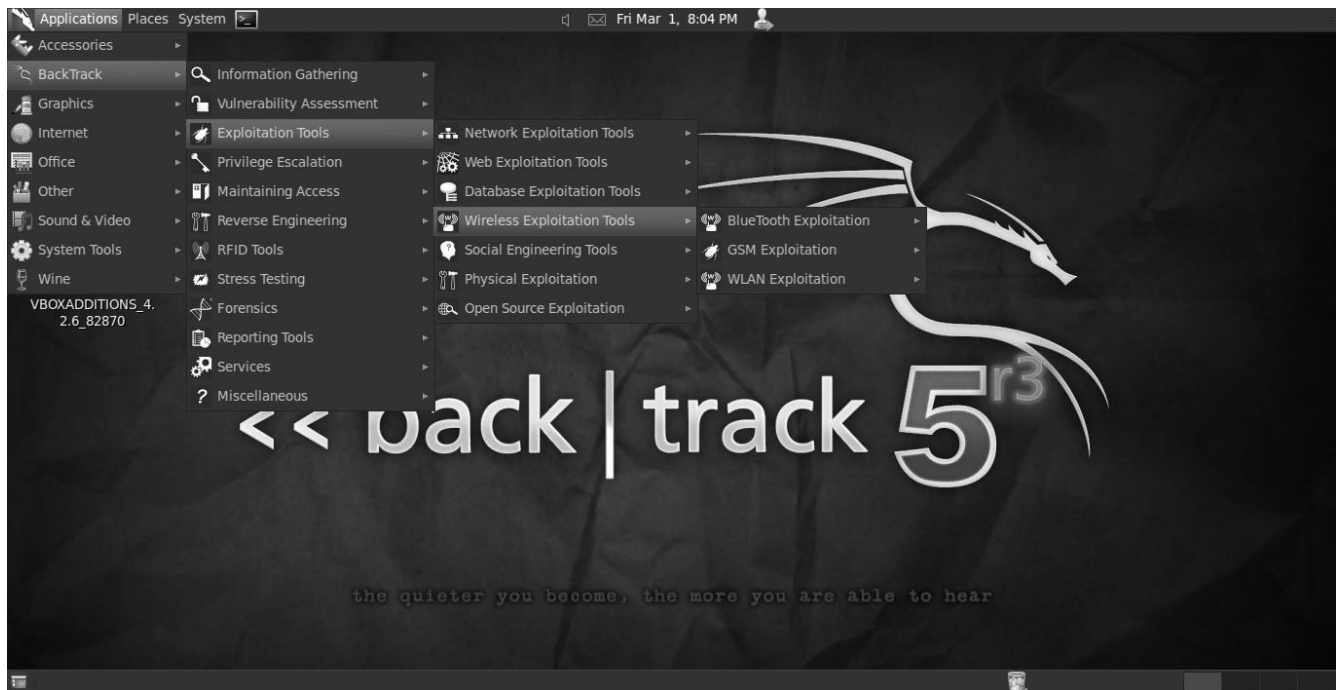 Applications Places System Fri Mar 1, 8:04 PM
Accessories
BackTrack
Graphics
Internet
Office
Other
Sound & Video
System Tools
Wine
Information Gathering
Vulnerability Assessment
Exploitation Tools
Privilege Escalation
Maintaining Access
Reverse Engineering
RFID Tools
Stress Testing
Forensics
Reporting Tools
Services
Miscellaneous
Network Exploitation Tools
Web Exploitation Tools
Database Exploitation Tools
Wireless Exploitation Tools
Social Engineering Tools
Physical Exploitation
Open Source Exploitation
BlueTooth Exploitation
GSM Exploitation
WLAN Exploitation
VBOXADDITIONS_4.
2.6_82870
<< back | track 5 r3
the quieter you become, the more you are able to hear